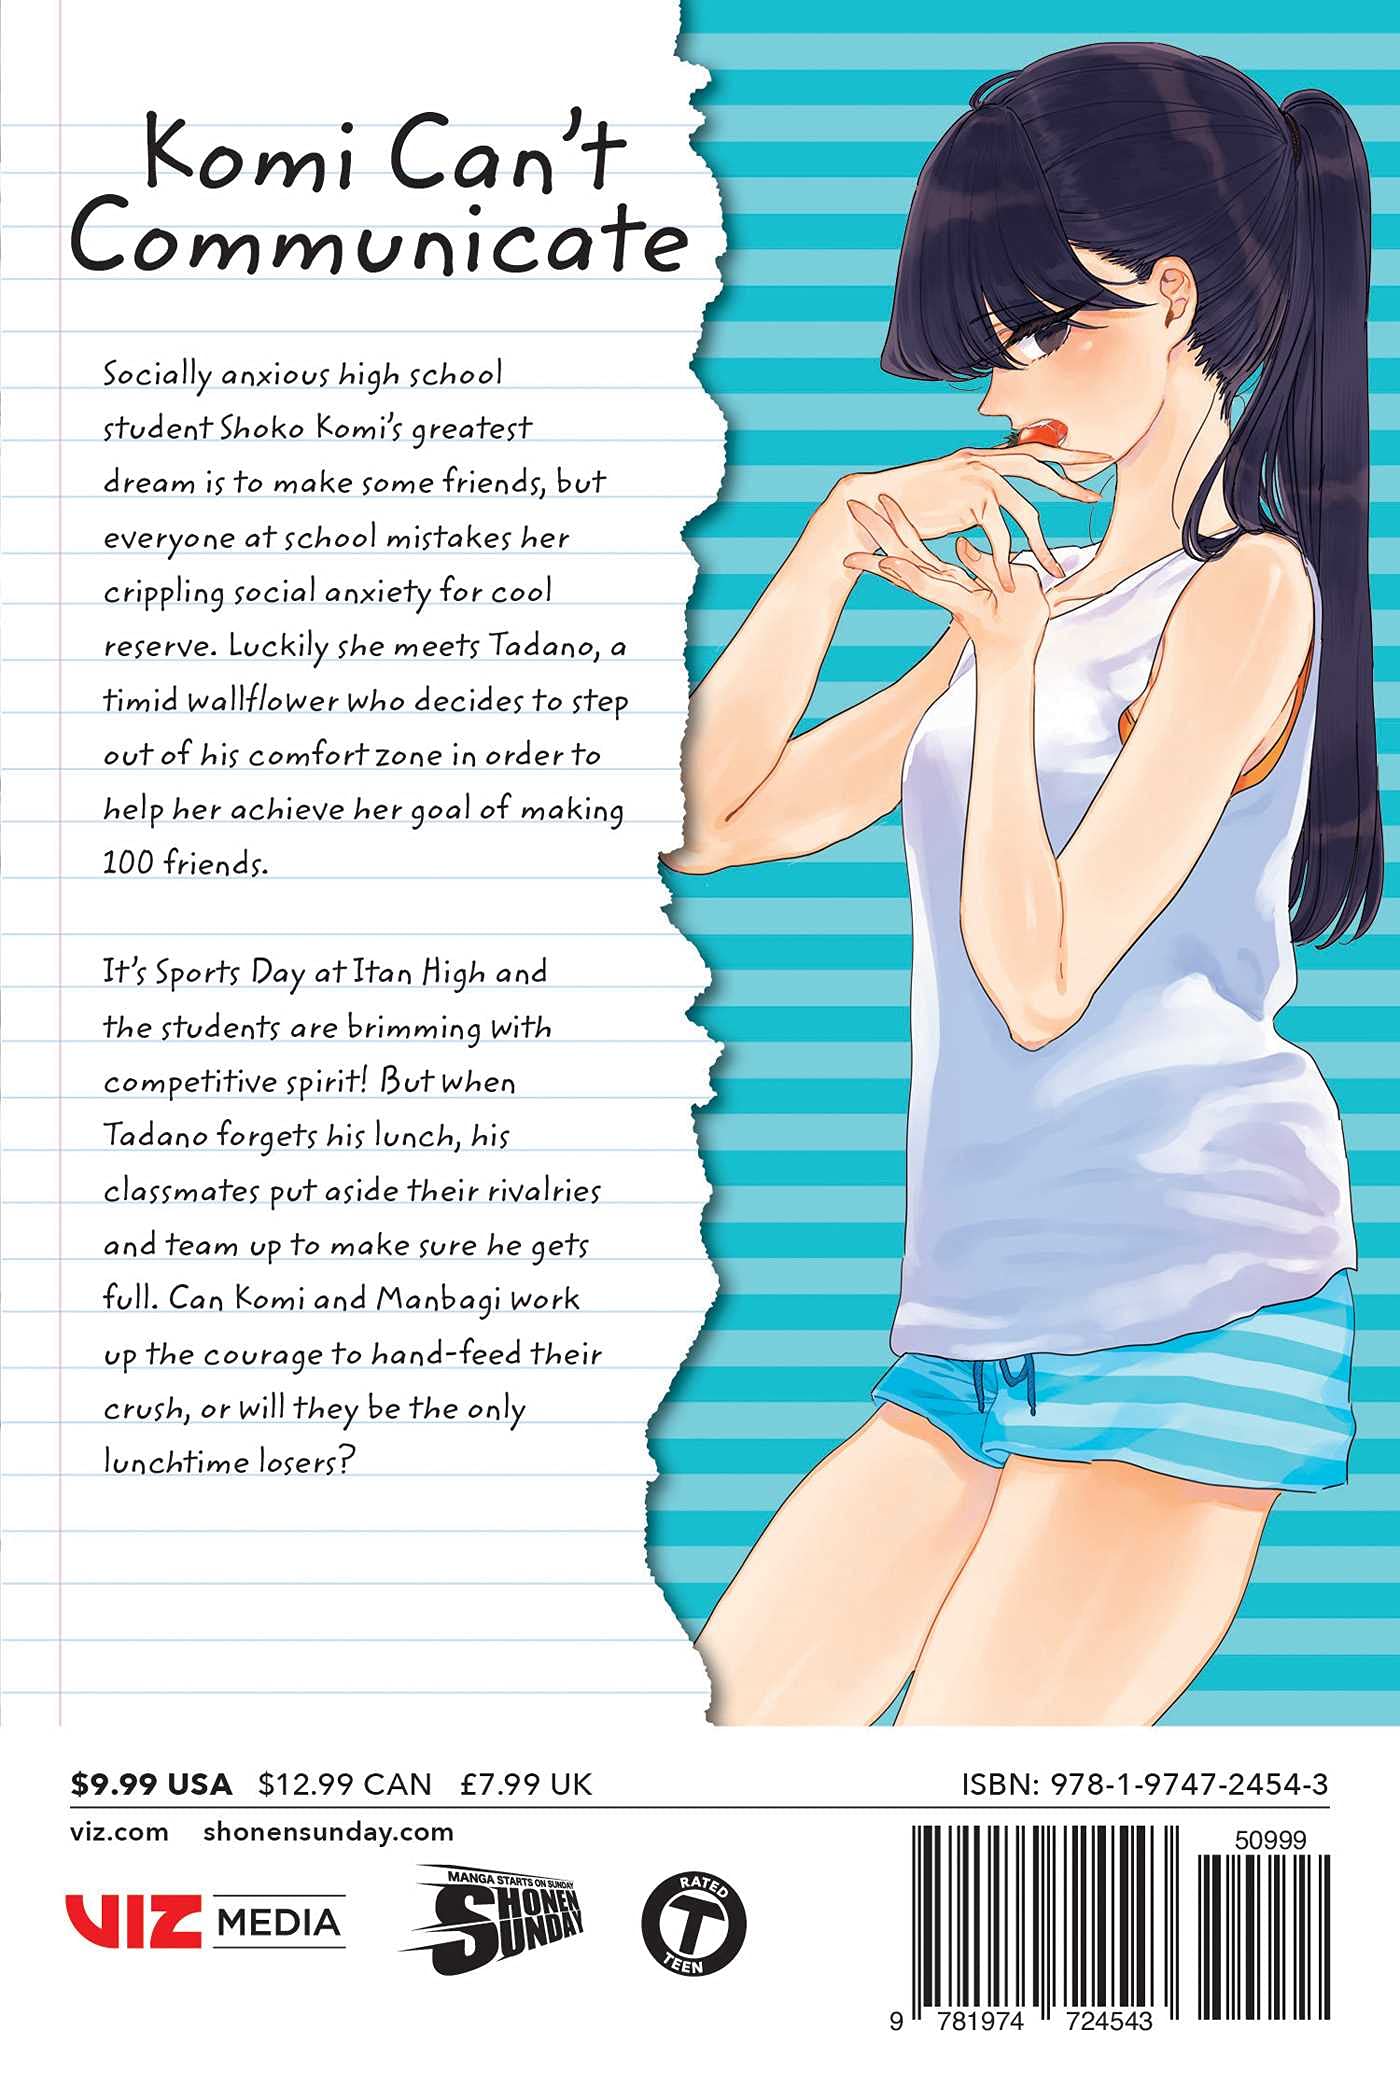 Komi Can't
Communicate
Socially anxious high school
student Shoko Komi's greatest
dream is to make some friends, but
everyone at school mistakes her
crippling social anxiety for cool
reserve. Luckily she meets Tadano, a
timid wallflower who decides to step
out of his comfort zone in order to
help her achieve her goal of making
100 friends.
It's Sports Day at Itan High and
the students are brimming with
competitive spirit! But when
Tadano forgets his lunch, his
classmates put aside their rivalries
and team up to make sure he gets
full. Can Komi and Manbagi work
up the courage to hand-feed their
crush, or will they be the only
lunchtime losers?
$9.99 USA $12.99 CAN £7.99 UK
ISBN: 978-1-9747-2454-3
viz.com shonensunday.com
VIZ MEDIA
MANGA STARTS ON SUNDAY
SHONEN
SUNDAY
RATED
T
TEEN
50999
9 781974 724543